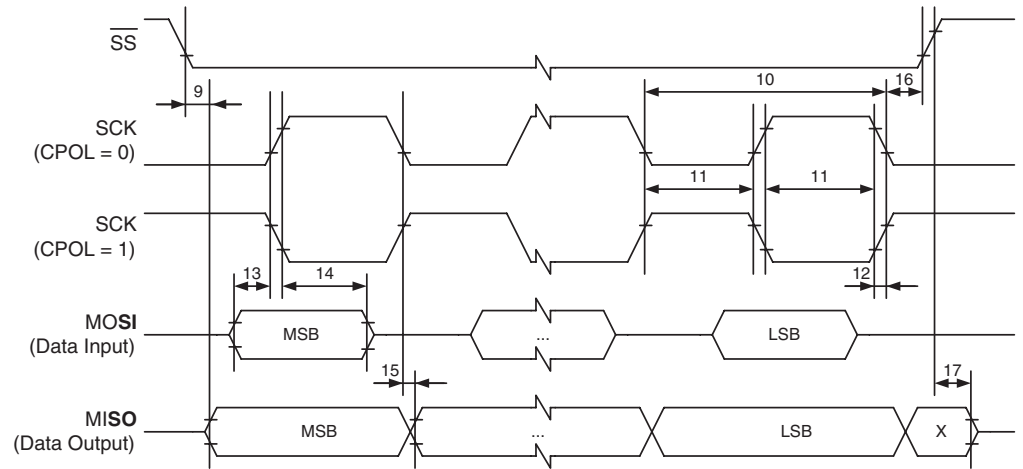 SS
10
9
16
SCK
(CPOL = 0)
11
11
SCK
(CPOL = 1)
13
14
12
MOSI
(Data Input)
MSB
...
LSB
15
17
MISO
(Data Output)
MSB
...
LSB
X